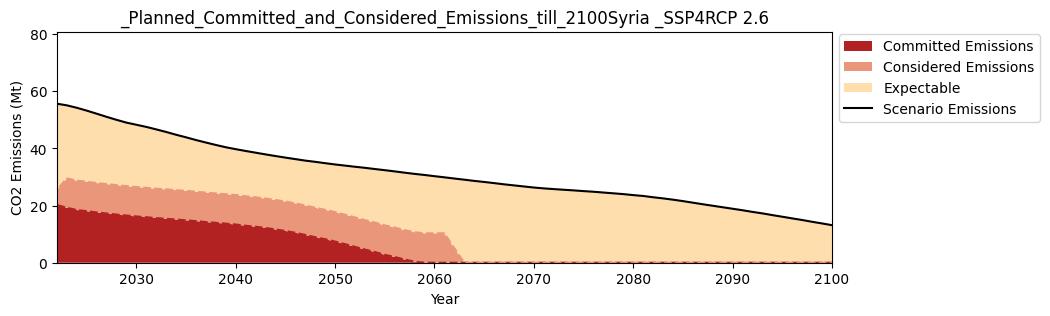 _Planned_Committed_and_Considered_Emissions_till_2100Syria _SSP4RCP 2.6
80
60
40
20
0
CO2 Emissions (Mt)
2030 2040 2050 2060 2070 2080 2090 2100
Year
Committed Emissions
Considered Emissions
Expectable
Scenario Emissions